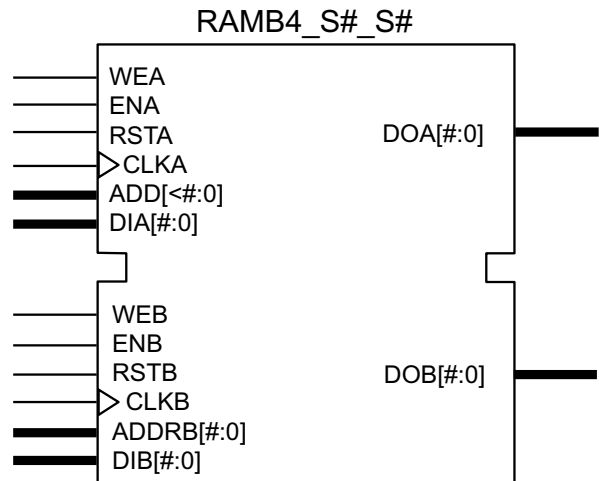 RAMB4_S#_S#
WEA
ENA
RSTA
CLKA
ADD[<#:0]
DIA[#:0]
DOA[#:0]
WEB
ENB
RSTB
CLKB
ADDRB[#:0]
DIB[#:0]
DOB[#:0]